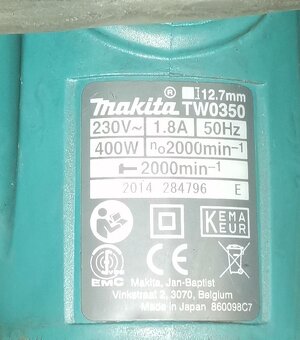 12.7mm
makita® TW0350
230V~ 1.8A 50Hz
400W n₀2000min⁻¹
2000min⁻¹
2014 284796 E
KEMA
KEUR
EMC
CE
Makita, Jan-Baptist
Vinkstraat 2, 3070, Belgium
Made in Japan 860098C7